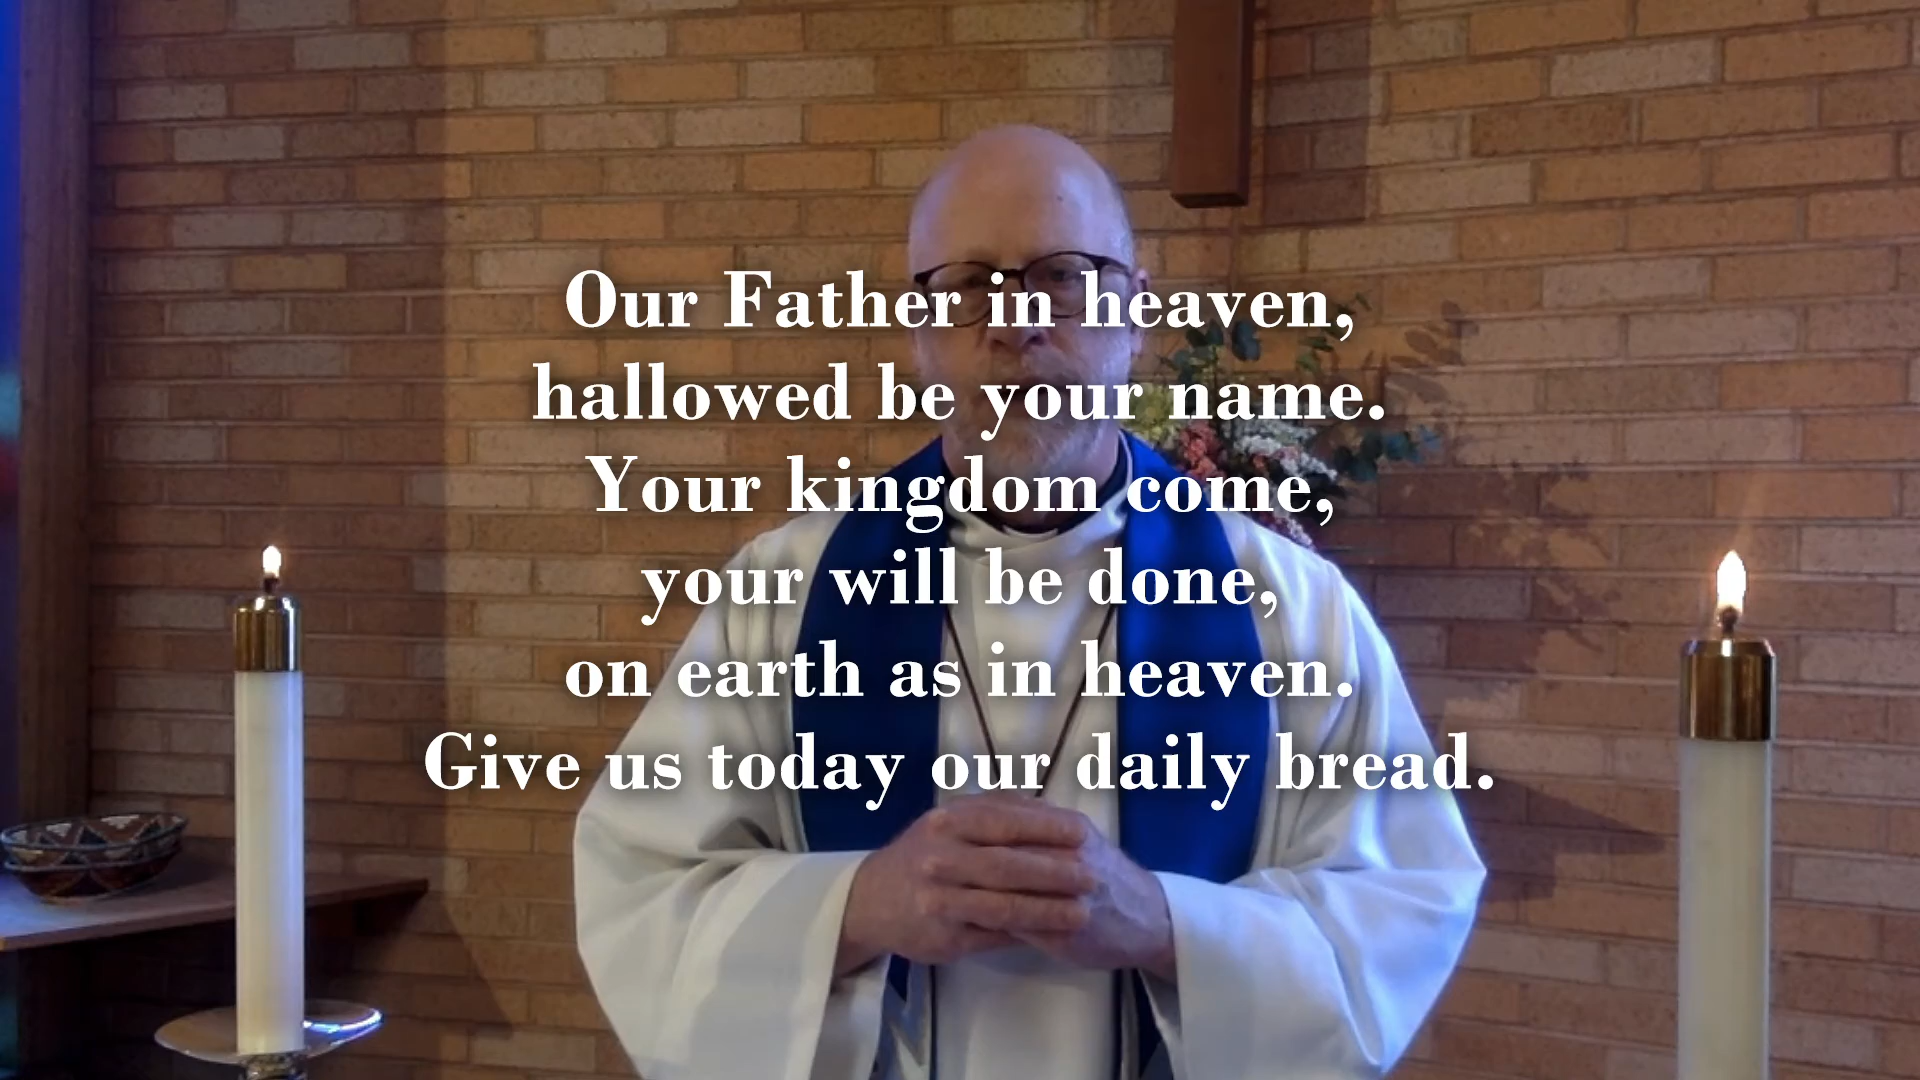 Our Father in heaven,
hallowed be your name.
Your kingdom come,
your will be done,
on earth as in heaven.
Give us today our daily bread.